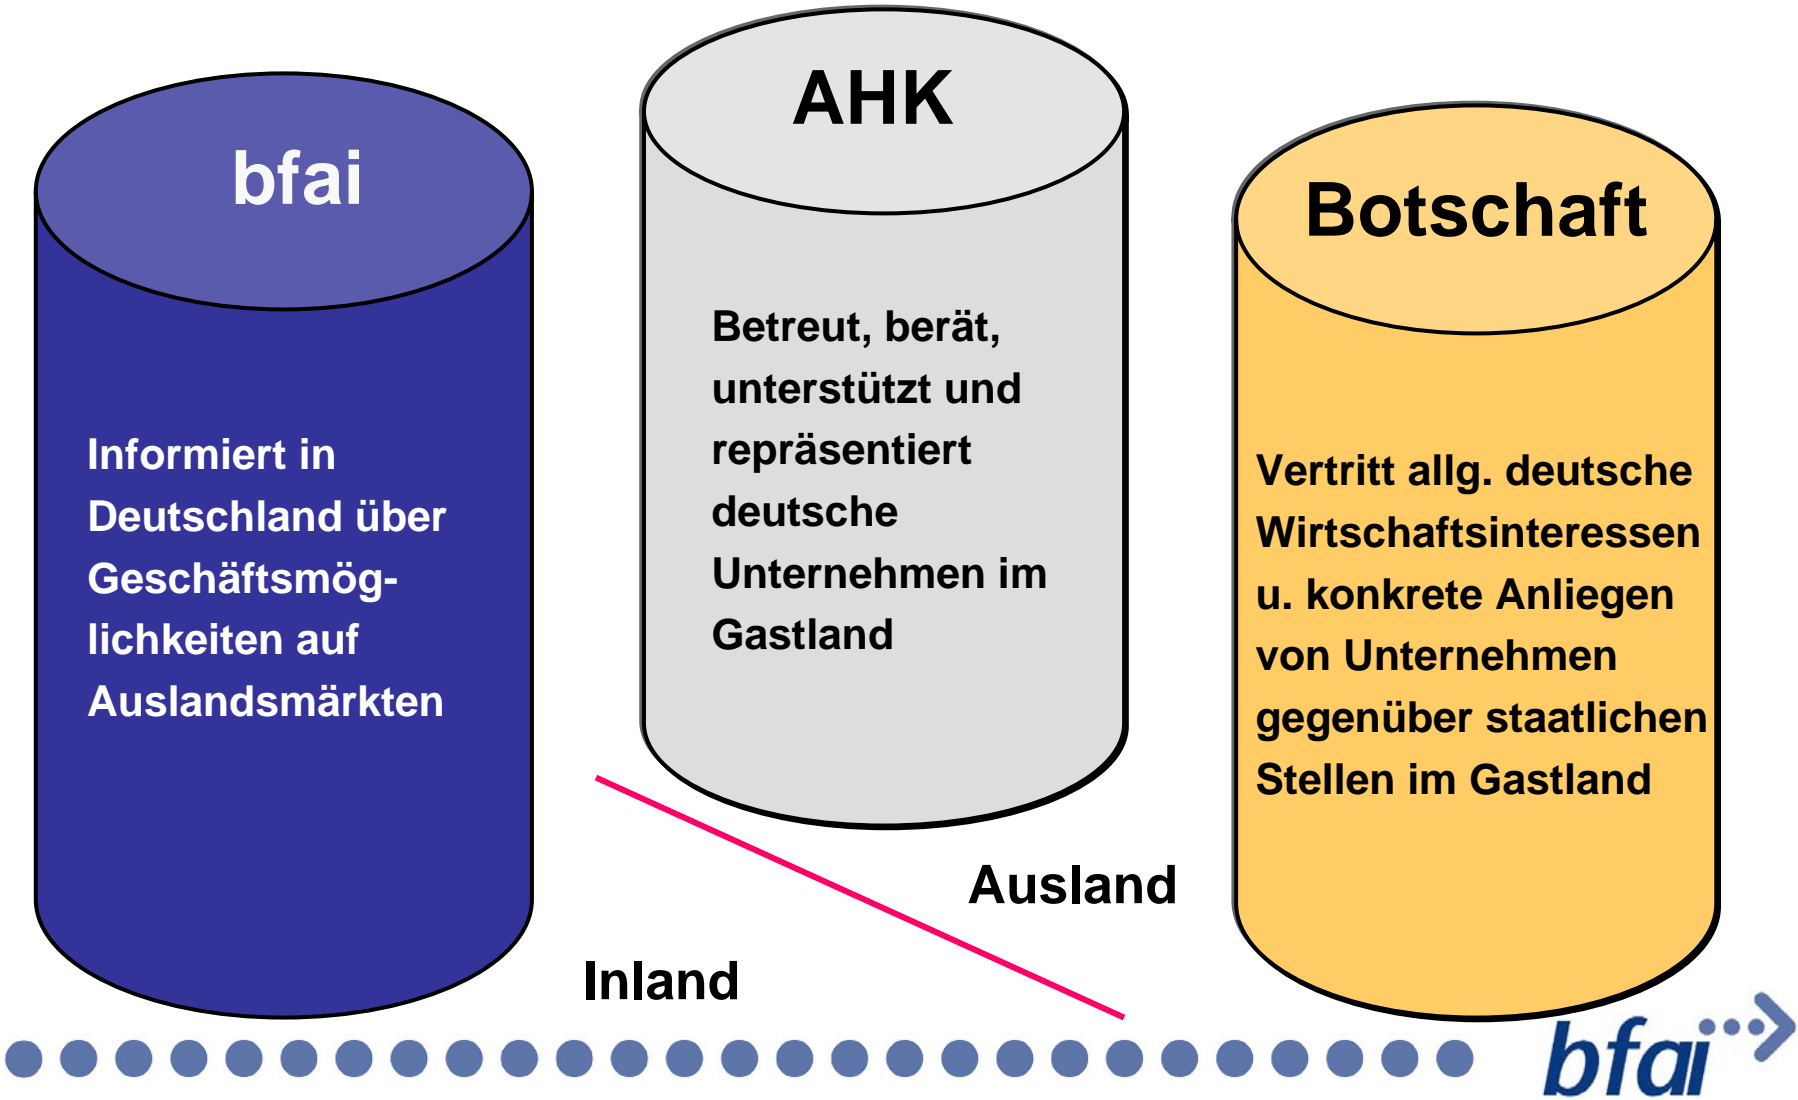 bfai
Informiert in
Deutschland über
Geschäftsmög-
lichkeiten auf
Auslandsmärkten
AHK
Betreut, berät,
unterstützt und
repräsentiert
deutsche
Unternehmen im
Gastland
Botschaft
Vertritt allg. deutsche
Wirtschaftsinteressen
u. konkrete Anliegen
von Unternehmen
gegenüber staatlichen
Stellen im Gastland
Ausland
Inland
bfai